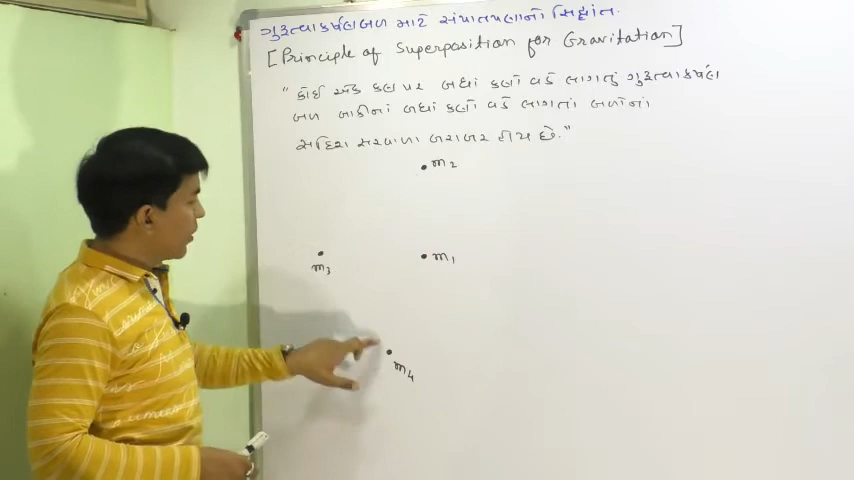 ગુરુત્વાકર્ષણબળ માટે સંપાતપણાનો સિદ્ધાંત.
[Principle of Superposition for Gravitation]
"કોઈ એક કણ પર બધાં કણો વડે લાગતું ગુરુત્વાકર્ષણ
બળ બાકીનાં બધાં કણો વડે લાગતાં બળોનાં
સદિશ સરવાળા બરાબર હોય છે."
m₂
m₃
m₁
m₄